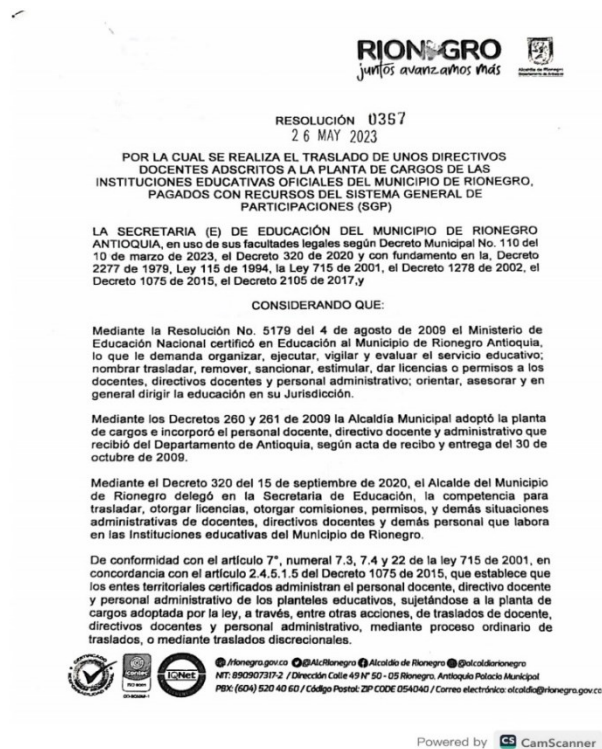 RIONEGRO
juntos avanzamos más
Alcaldía de Rionegro
RESOLUCIÓN 0367
26 MAY 2023
POR LA CUAL SE REALIZA EL TRASLADO DE UNOS DIRECTIVOS
DOCENTES ADSCRITOS A LA PLANTA DE CARGOS DE LAS
INSTITUCIONES EDUCATIVAS OFICIALES DEL MUNICIPIO DE RIONEGRO,
PAGADOS CON RECURSOS DEL SISTEMA GENERAL DE
PARTICIPACIONES (SGP)
LA SECRETARIA (E) DE EDUCACIÓN DEL MUNICIPIO DE RIONEGRO
ANTIOQUIA, en uso de sus facultades legales según Decreto Municipal No. 110 del
10 de marzo de 2023, el Decreto 320 de 2020 y con fundamento en la, Decreto
2277 de 1979, Ley 115 de 1994, la Ley 715 de 2001, el Decreto 1278 de 2002, el
Decreto 1075 de 2015, el Decreto 2105 de 2017,y
CONSIDERANDO QUE:
Mediante la Resolución No. 5179 del 4 de agosto de 2009 el Ministerio de
Educación Nacional certificó en Educación al Municipio de Rionegro Antioquia,
lo que le demanda organizar, ejecutar, vigilar y evaluar el servicio educativo;
nombrar trasladar, remover, sancionar, estimular, dar licencias o permisos a los
docentes, directivos docentes y personal administrativo; orientar, asesorar y en
general dirigir la educación en su Jurisdicción.
Mediante los Decretos 260 y 261 de 2009 la Alcaldía Municipal adoptó la planta
de cargos e incorporó el personal docente, directivo docente y administrativo que
recibió del Departamento de Antioquia, según acta de recibo y entrega del 30 de
octubre de 2009.
Mediante el Decreto 320 del 15 de septiembre de 2020, el Alcalde del Municipio
de Rionegro delegó en la Secretaria de Educación, la competencia para
trasladar, otorgar licencias, otorgar comisiones, permisos, y demás situaciones
administrativas de docentes, directivos docentes y demás personal que labora
en las Instituciones educativas del Municipio de Rionegro.
De conformidad con el artículo 7°, numeral 7.3, 7.4 y 22 de la ley 715 de 2001, en
concordancia con el artículo 2.4.5.1.5 del Decreto 1075 de 2015, que establece que
los entes territoriales certificados administran el personal docente, directivo docente
y personal administrativo de los planteles educativos, sujetándose a la planta de
cargos adoptada por la ley, a través, entre otras acciones, de traslados de docente,
directivos docentes y personal administrativo, mediante proceso ordinario de
traslados, o mediante traslados discrecionales.
icontec
IQNet
/rionegro.gov.co @AlcRionegro Alcaldía de Rionegro @alcaldiarionegro
NIT: 890907317-2 / Dirección Calle 49 N° 50 - 05 Rionegro, Antioquia Palacio Municipal
PBX: (604) 520 40 60 / Código Postal: ZIP CODE 054040 / Correo electrónico: alcaldia@rionegro.gov.co
Powered by CS CamScanner